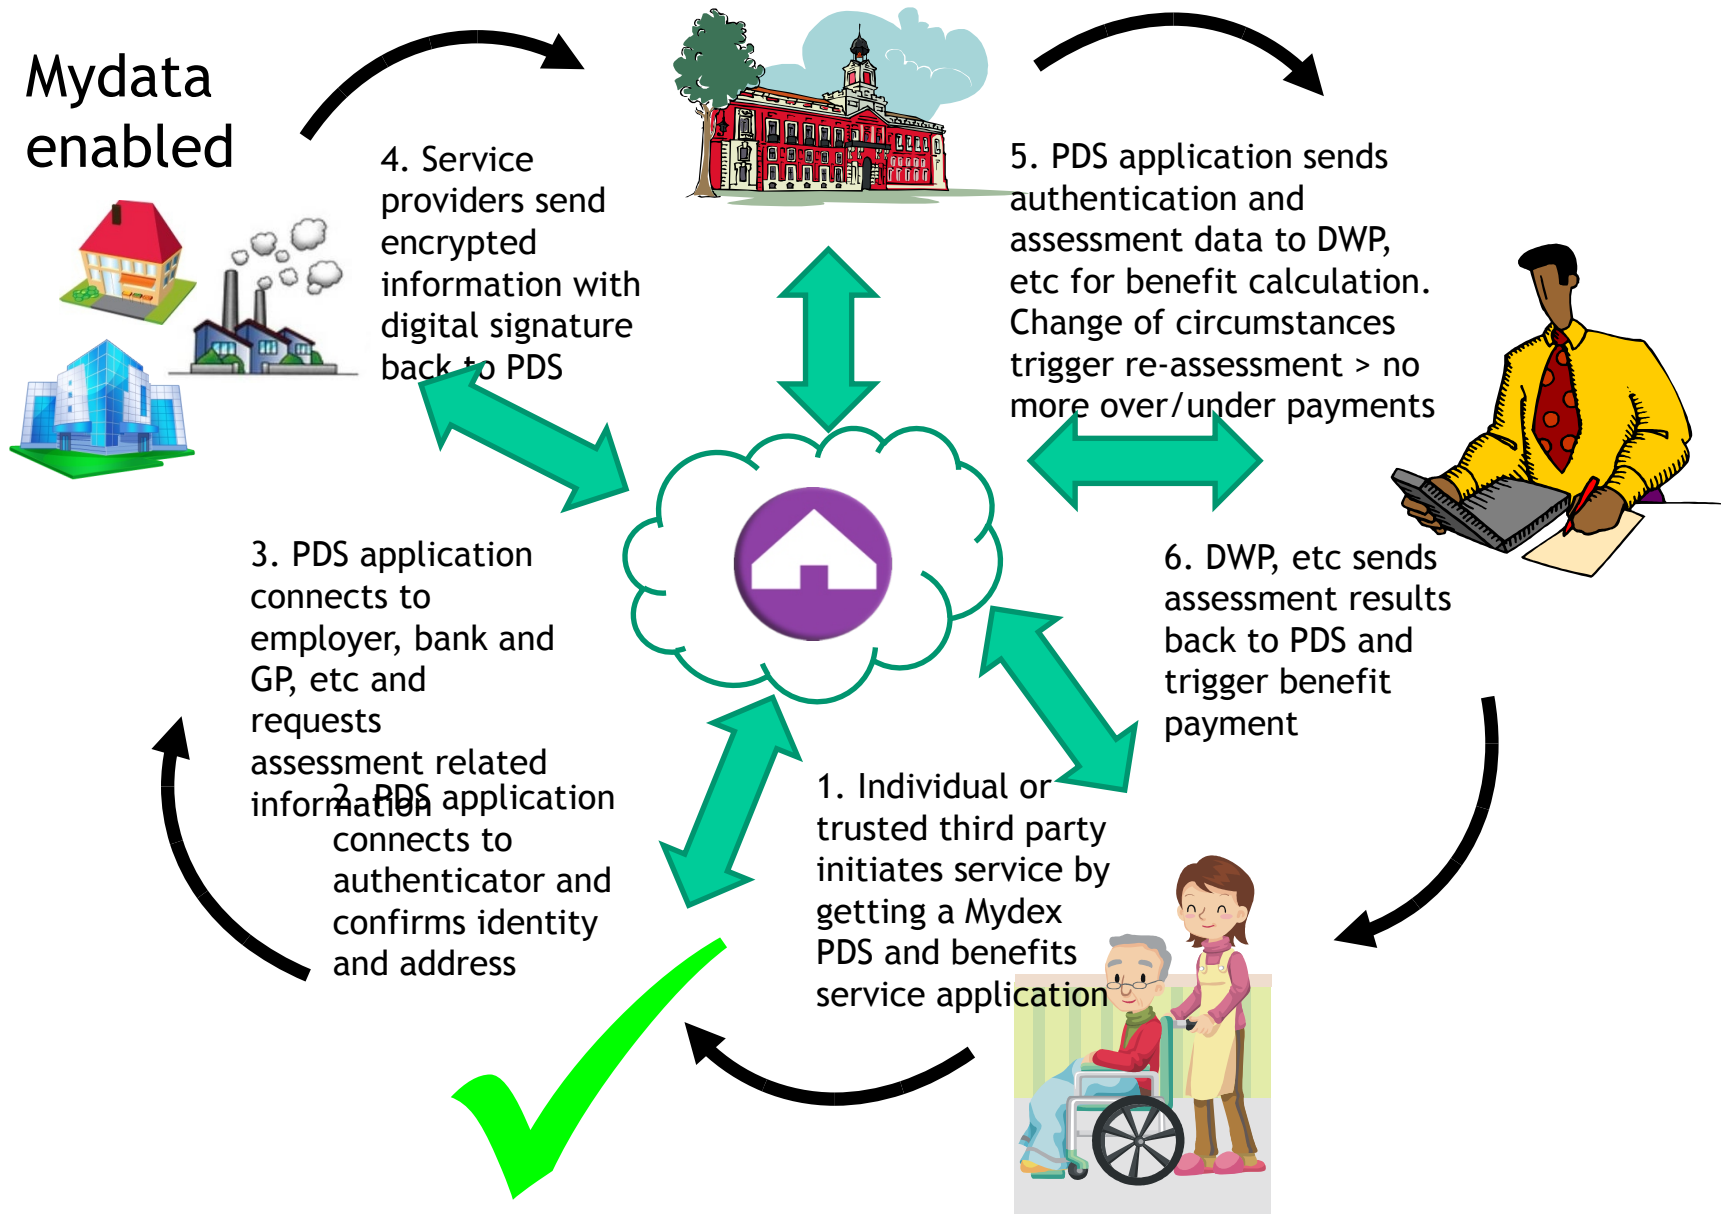 Mydata
enabled
4. Service
providers send
encrypted
information with
digital signature
back to PDS
5. PDS application sends
authentication and
assessment data to DWP,
etc for benefit calculation.
Change of circumstances
trigger re-assessment > no
more over/under payments
3. PDS application
connects to
employer, bank and
GP, etc and
requests
assessment related
information
6. DWP, etc sends
assessment results
back to PDS and
trigger benefit
payment
2. PDS application
connects to
authenticator and
confirms identity
and address
1. Individual or
trusted third party
initiates service by
getting a Mydex
PDS and benefits
service application